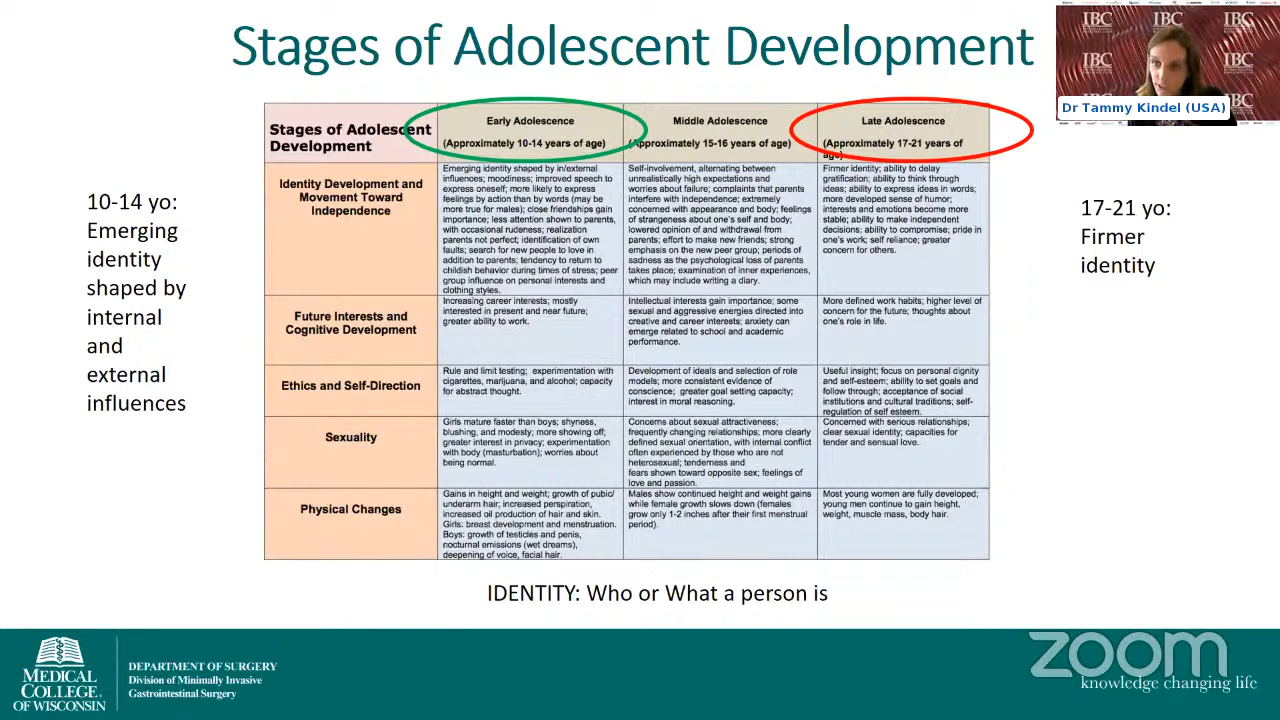 Stages of Adolescent Development
IBC
IBC
IBC
IBC
IBC
Dr Tammy Kindel (USA)
10-14 yo:
Emerging
identity
shaped by
internal
and
external
influences
Stages of Adolescent
Development
Early Adolescence
(Approximately 10-14 years of age)
Middle Adolescence
(Approximately 15-16 years of age)
Late Adolescence
(Approximately 17-21 years of
age)
Identity Development and
Movement Toward
Independence
Emerging identity shaped by in/external
influences; moodiness; improved speech to
express oneself; more likely to express
feelings by action than by words (may be
more true for males); close friendships gain
importance; less attention shown to parents,
with occasional rudeness; realization
parents not perfect; identification of own
faults; search for new people to love in
addition to parents; tendency to return to
childish behavior during times of stress; peer
group influence on personal interests and
clothing styles.
Self-involvement, alternating between
unrealistically high expectations and
worries about failure; complaints that parents
interfere with independence; extremely
concerned with appearance and body; feelings
of strangeness about one's self and body;
lowered opinion of and withdrawal from
parents; effort to make new friends; strong
emphasis on the new peer group; periods of
sadness as the psychological loss of parents
takes place; examination of inner experiences,
which may include writing a diary.
Firmer identity; ability to delay
gratification; ability to think through
ideas; ability to express ideas in words;
more developed sense of humor;
interests and emotions become more
stable; ability to make independent
decisions; ability to compromise; pride in
one's work; self reliance; greater
concern for others.
Future Interests and
Cognitive Development
Increasing career interests; mostly
interested in present and near future;
greater ability to work.
Intellectual interests gain importance; some
sexual and aggressive energies directed into
creative and career interests; anxiety can
emerge related to school and academic
performance.
More defined work habits; higher level of
concern for the future; thoughts about
one's role in life.
Ethics and Self-Direction
Rule and limit testing; experimentation with
cigarettes, marijuana, and alcohol; capacity
for abstract thought.
Development of ideals and selection of role
models; more consistent evidence of
conscience; greater goal setting capacity;
interest in moral reasoning.
Useful insight; focus on personal dignity
and self-esteem; ability to set goals and
follow through; acceptance of social
institutions and cultural traditions; self-
regulation of self esteem.
Sexuality
Girls mature faster than boys; shyness,
blushing, and modesty; more showing off;
greater interest in privacy; experimentation
with body (masturbation); worries about
being normal.
Concerns about sexual attractiveness;
frequently changing relationships; more clearly
defined sexual orientation, with internal conflict
often experienced by those who are not
heterosexual; tenderness and
fears shown toward opposite sex; feelings of
love and passion.
Concerned with serious relationships;
clear sexual identity; capacities for
tender and sensual love.
Physical Changes
Gains in height and weight; growth of pubic/
underarm hair; increased perspiration,
increased oil production of hair and skin.
Girls: breast development and menstruation.
Boys: growth of testicles and penis,
nocturnal emissions (wet dreams),
deepening of voice, facial hair.
Males show continued height and weight gains
while female growth slows down (females
grow only 1-2 inches after their first menstrual
period).
Most young women are fully developed;
young men continue to gain height,
weight, muscle mass, body hair.
17-21 yo:
Firmer
identity
IDENTITY: Who or What a person is
MEDICAL
COLLEGE
OF WISCONSIN
DEPARTMENT OF SURGERY
Division of Minimally Invasive
Gastrointestinal Surgery
zoom
knowledge changing life